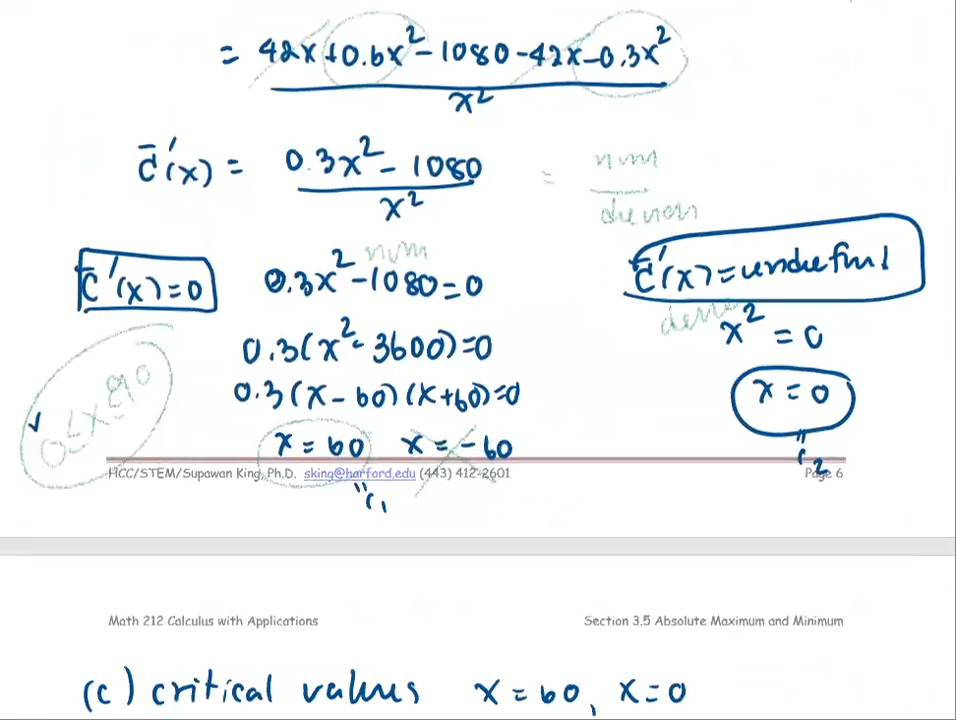 = 42x+0.6x²-1080-42x-0.3x²
x²
C̄'(x) = 0.3x²-1080 = num
x² denom
num
C̄'(x)=0 0.3x²-1080=0 C̄'(x)=undefined
0.3(x²-3600)=0 x²=0
0.3(x-60)(x+60)=0 x=0
x=60 x=-60
c₂
HCC/STEM/Supawan King, Ph.D. sking@harford.edu (443) 412-2601 Page 6
c₁
Math 212 Calculus with Applications Section 3.5 Absolute Maximum and Minimum
(c) critical values x=60, x=0